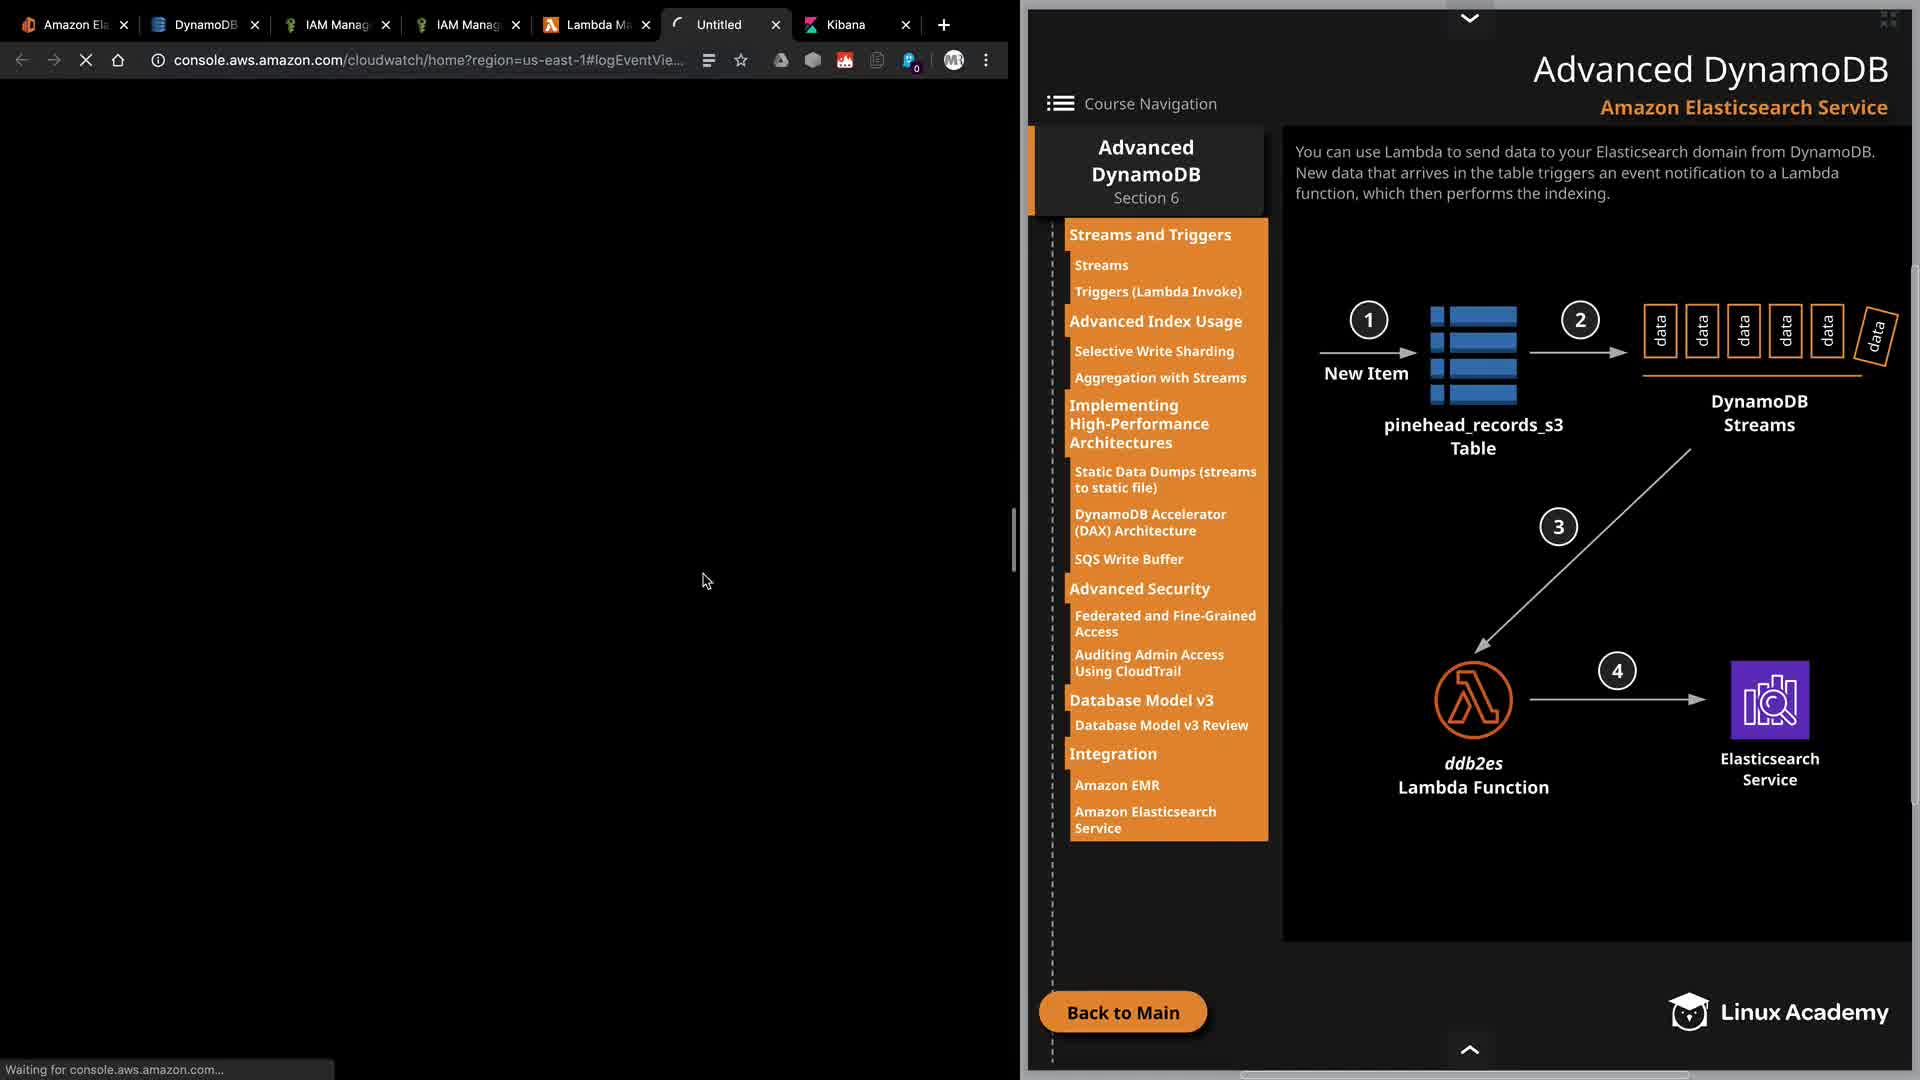 Amazon Ela
DynamoDB
IAM Manag
IAM Manag
Lambda Ma
Untitled
Kibana
console.aws.amazon.com/cloudwatch/home?region=us-east-1#logEventVie...
0
MR
Waiting for console.aws.amazon.com...
Advanced DynamoDB
Amazon Elasticsearch Service
Course Navigation
Advanced
DynamoDB
Section 6
Streams and Triggers
Streams
Triggers (Lambda Invoke)
Advanced Index Usage
Selective Write Sharding
Aggregation with Streams
Implementing
High-Performance
Architectures
Static Data Dumps (streams
to static file)
DynamoDB Accelerator
(DAX) Architecture
SQS Write Buffer
Advanced Security
Federated and Fine-Grained
Access
Auditing Admin Access
Using CloudTrail
Database Model v3
Database Model v3 Review
Integration
Amazon EMR
Amazon Elasticsearch
Service
Back to Main
You can use Lambda to send data to your Elasticsearch domain from DynamoDB.
New data that arrives in the table triggers an event notification to a Lambda
function, which then performs the indexing.
1
New Item
pinehead_records_s3
Table
2
data
data
data
data
data
data
DynamoDB
Streams
3
ddb2es
Lambda Function
4
Elasticsearch
Service
Linux Academy